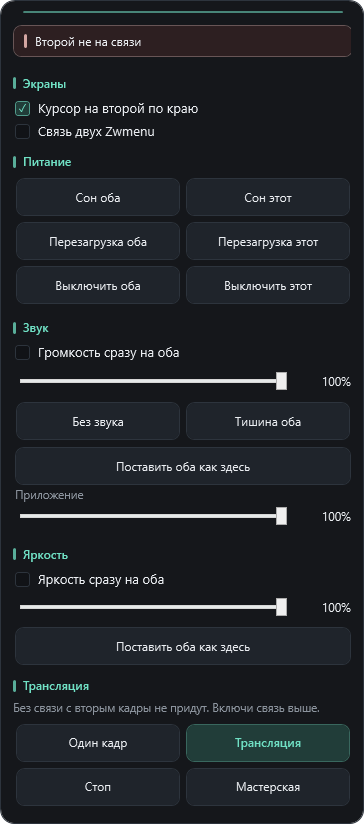 Второй не на связи
Экраны
Курсор на второй по краю
Связь двух Zwmenu
Питание
Сон оба
Сон этот
Перезагрузка оба
Перезагрузка этот
Выключить оба
Выключить этот
Звук
Громкость сразу на оба
100%
Без звука
Тишина оба
Поставить оба как здесь
Приложение
100%
Яркость
Яркость сразу на оба
100%
Поставить оба как здесь
Трансляция
Без связи с вторым кадры не придут. Включи связь выше.
Один кадр
Трансляция
Стоп
Мастерская